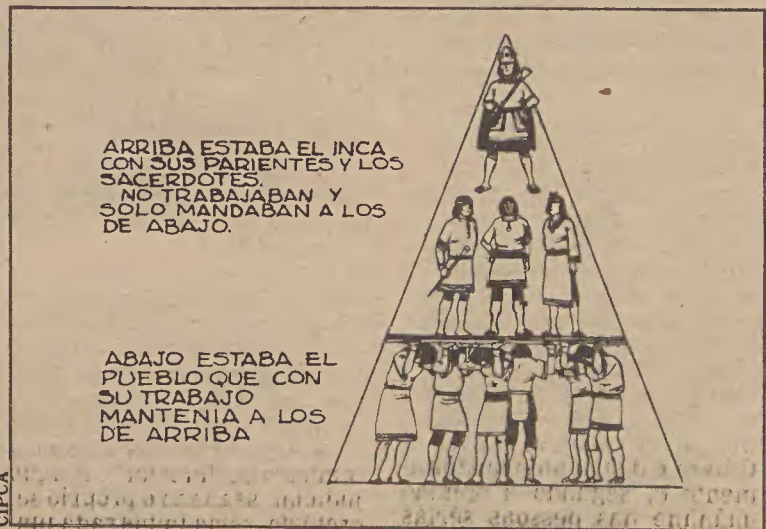 ARRIBA ESTABA EL INCA
CON SUS PARIENTES Y LOS
SACERDOTES.
NO TRABAJABAN Y
SOLO MANDABAN A LOS
DE ABAJO.
ABAJO ESTABA EL
PUEBLO QUE CON
SU TRABAJO
MANTENIA A LOS
DE ARRIBA
CIPCA